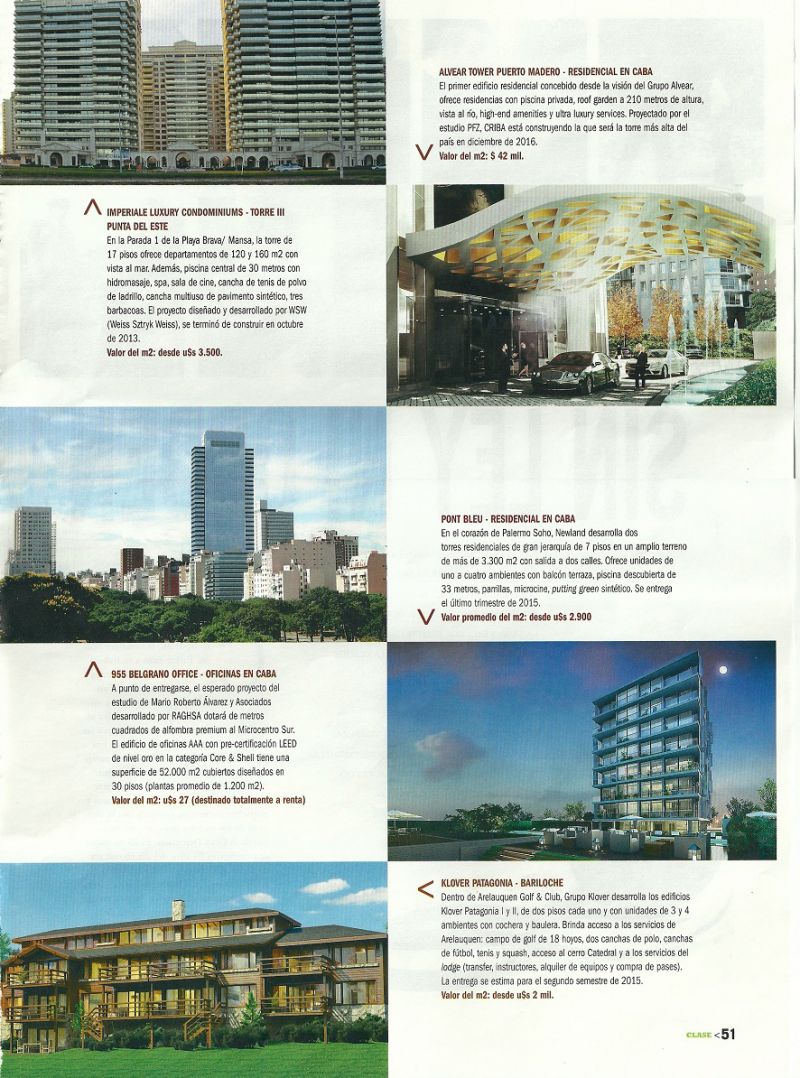 ALVEAR TOWER PUERTO MADERO - RESIDENCIAL EN CABA
El primer edificio residencial concebido desde la visión del Grupo Alvear,
ofrece residencias con piscina privada, roof garden a 210 metros de altura,
vista al río, high-end amenities y ultra luxury services. Proyectado por el
estudio PFZ, CRIBA está construyendo la que será la torre más alta del
país en diciembre de 2016.
Valor del m2: $ 42 mil.
IMPERIALE LUXURY CONDOMINIUMS - TORRE III
PUNTA DEL ESTE
En la Parada 1 de la Playa Brava/ Mansa, la torre de
17 pisos ofrece departamentos de 120 y 160 m2 con
vista al mar. Además, piscina central de 30 metros con
hidromasaje, spa, sala de cine, cancha de tenis de polvo
de ladrillo, cancha multiuso de pavimento sintético, tres
barbacoas. El proyecto diseñado y desarrollado por WSW
(Weiss Sztryk Weiss), se terminó de construir en octubre
de 2013.
Valor del m2: desde u$s 3.500.
PONT BLEU - RESIDENCIAL EN CABA
En el corazón de Palermo Soho, Newland desarrolla dos
torres residenciales de gran jerarquía de 7 pisos en un amplio terreno
de más de 3.300 m2 con salida a dos calles. Ofrece unidades de
uno a cuatro ambientes con balcón terraza, piscina descubierta de
33 metros, parrillas, microcine, putting green sintético. Se entrega
el último trimestre de 2015.
Valor promedio del m2: desde u$s 2.900
955 BELGRANO OFFICE - OFICINAS EN CABA
A punto de entregarse, el esperado proyecto del
estudio de Mario Roberto Álvarez y Asociados
desarrollado por RAGHSA dotará de metros
cuadrados de alfombra premium al Microcentro Sur.
El edificio de oficinas AAA con pre-certificación LEED
de nivel oro en la categoría Core & Shell tiene una
superficie de 52.000 m2 cubiertos diseñados en
30 pisos (plantas promedio de 1.200 m2).
Valor del m2: u$s 27 (destinado totalmente a renta)
KLOVER PATAGONIA - BARILOCHE
Dentro de Arelauquen Golf & Club, Grupo Klover desarrolla los edificios
Klover Patagonia I y II, de dos pisos cada uno y con unidades de 3 y 4
ambientes con cochera y baulera. Brinda acceso a los servicios de
Arelauquen: campo de golf de 18 hoyos, dos canchas de polo, canchas
de fútbol, tenis y squash, acceso al cerro Catedral y a los servicios del
lodge (transfer, instructores, alquiler de equipos y compra de pases).
La entrega se estima para el segundo semestre de 2015.
Valor del m2: desde u$s 2 mil.
CLASE <51